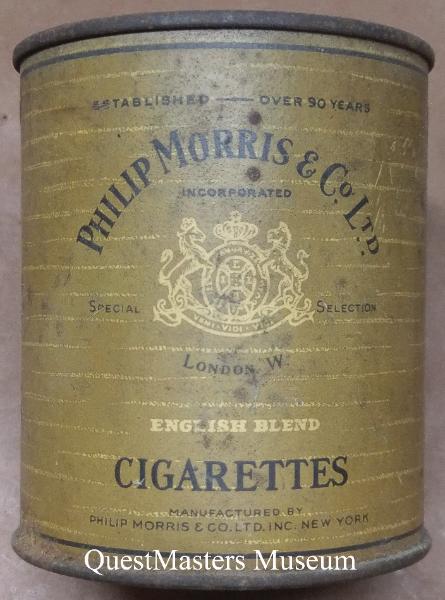 ESTABLISHED — OVER 90 YEARS
PHILIP MORRIS & CO. LTD.
INCORPORATED
SPECIAL SELECTION
VENI · VIDI · VICI
LONDON. W.
ENGLISH BLEND
CIGARETTES
MANUFACTURED BY
PHILIP MORRIS & CO. LTD. INC. NEW YORK
QuestMasters Museum